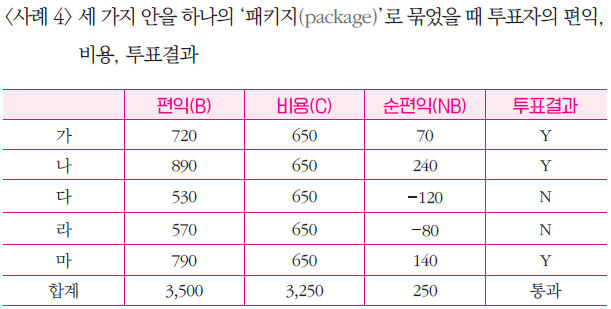 〈사례 4〉 세 가지 안을 하나의 ‘패키지(package)’로 묶었을 때 투표자의 편익,
비용, 투표결과
편익(B) 비용(C) 순편익(NB) 투표결과
가 720 650 70 Y
나 890 650 240 Y
다 530 650 −120 N
라 570 650 −80 N
마 790 650 140 Y
합계 3,500 3,250 250 통과